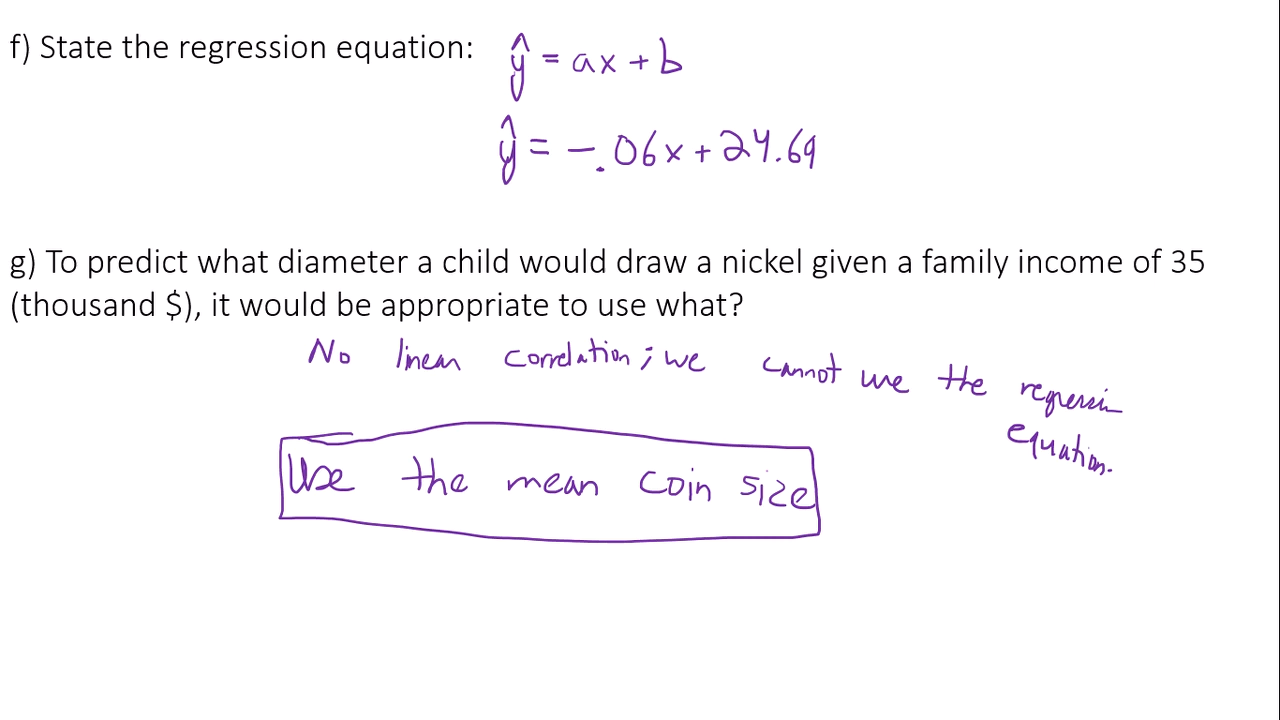 f) State the regression equation: ŷ = ax + b
ŷ = -.06x + 24.69
g) To predict what diameter a child would draw a nickel given a family income of 35
(thousand $), it would be appropriate to use what?
No linear correlation; we cannot use the regression
equation.
Use the mean coin size